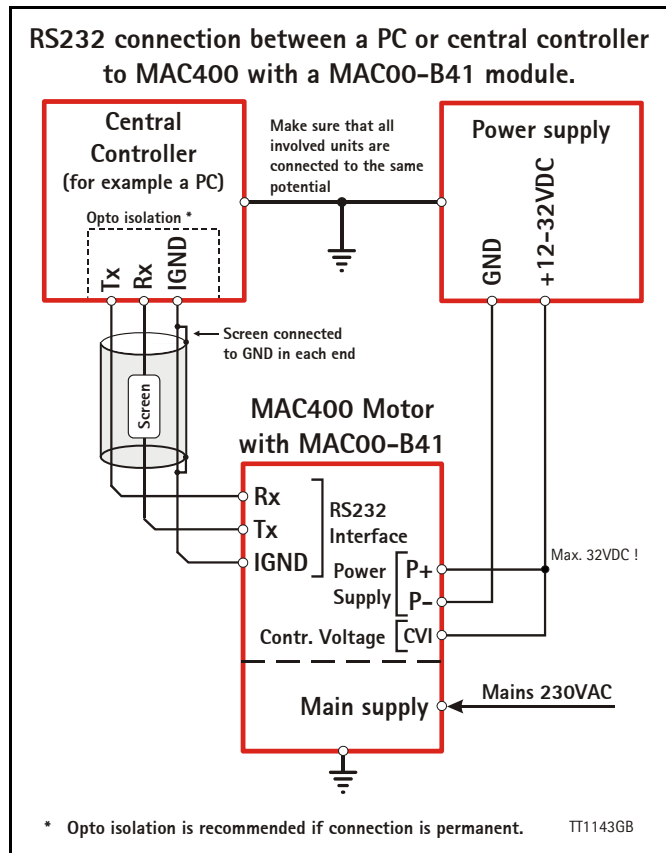 RS232 connection between a PC or central controller
to MAC400 with a MAC00-B41 module.
Central
Controller
(for example a PC)
Opto isolation *
Tx
Rx
IGND
Make sure that all
involved units are
connected to the same
potential
Power supply
GND
+12-32VDC
Screen connected
to GND in each end
Screen
MAC400 Motor
with MAC00-B41
Rx
Tx
IGND
RS232
Interface
Power
Supply
P+
P-
Max. 32VDC !
Contr. Voltage
CVI
Main supply
Mains 230VAC
* Opto isolation is recommended if connection is permanent.
TT1143GB